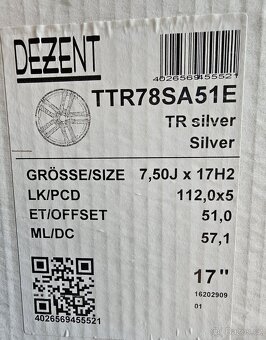 DEZENT
4026569455521
TTR78SA51E
TR silver
Silver
GRÖSSE/SIZE 7,50J x 17H2
LK/PCD 112,0x5
ET/OFFSET 51,0
ML/DC 57,1
17"
16202909
01
4026569455521